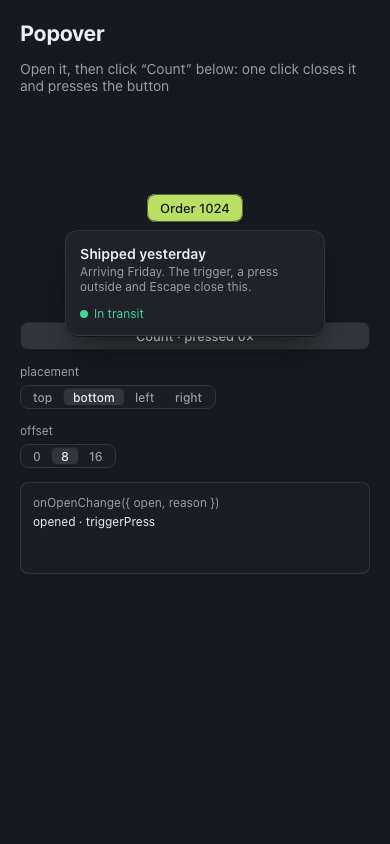 Popover
Open it, then click “Count” below: one click closes it
and presses the button
Order 1024
Shipped yesterday
Arriving Friday. The trigger, a press
outside and Escape close this.
In transit
Count · pressed 0×
placement
top bottom left right
offset
0 8 16
onOpenChange({ open, reason })
opened · triggerPress